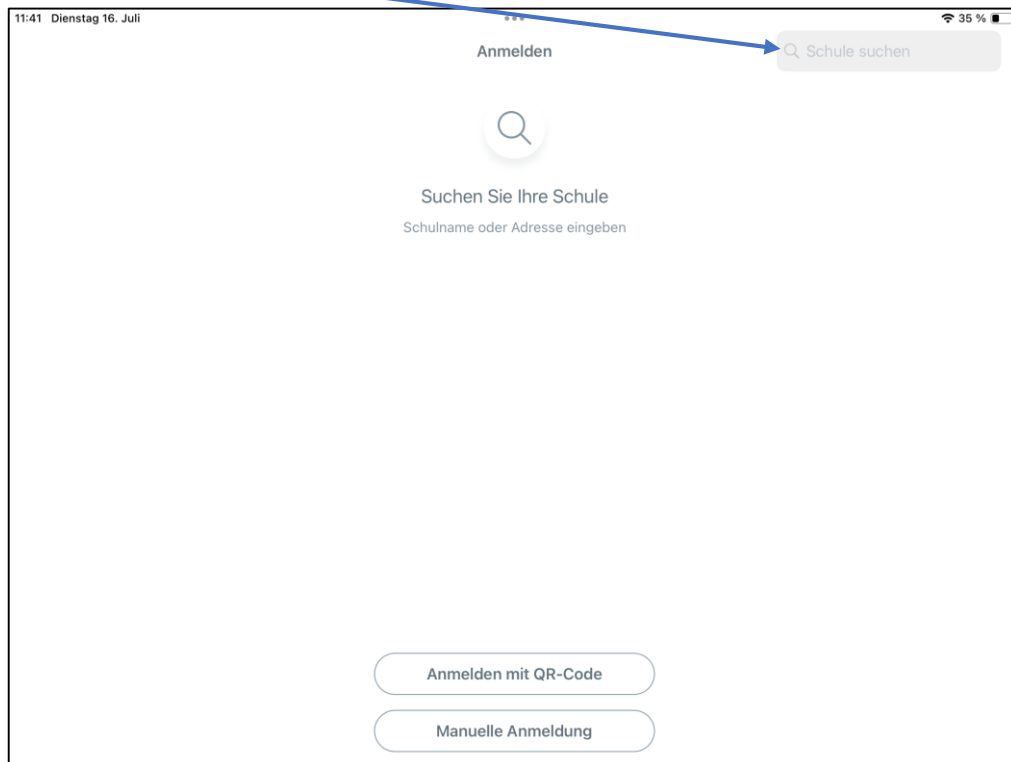 11:41 Dienstag 16. Juli
35 %
Anmelden
Schule suchen
Suchen Sie Ihre Schule
Schulname oder Adresse eingeben
Anmelden mit QR-Code
Manuelle Anmeldung